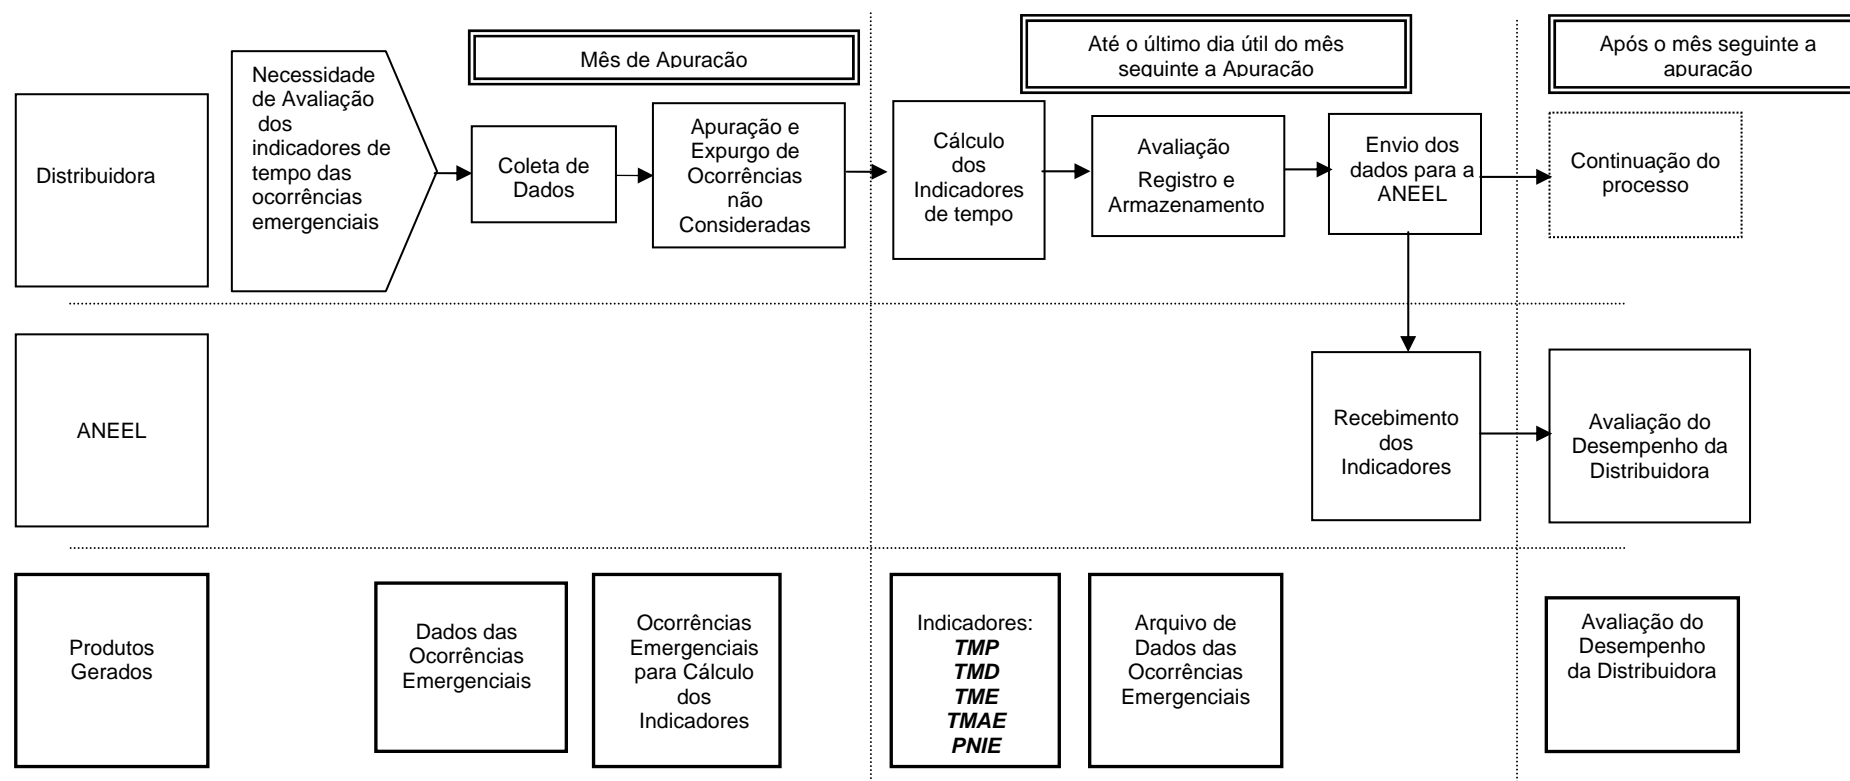 Mês de Apuração
Até o último dia útil do mês
seguinte a Apuração
Após o mês seguinte a
apuração
Distribuidora
Necessidade
de Avaliação
dos
indicadores de
tempo das
ocorrências
emergenciais
Coleta de
Dados
Apuração e
Expurgo de
Ocorrências
não
Consideradas
Cálculo
dos
Indicadores
de tempo
Avaliação
Registro e
Armazenamento
Envio dos
dados para a
ANEEL
Continuação do
processo
ANEEL
Recebimento
dos
Indicadores
Avaliação do
Desempenho da
Distribuidora
Produtos
Gerados
Dados das
Ocorrências
Emergenciais
Ocorrências
Emergenciais
para Cálculo
dos
Indicadores
Indicadores:
TMP
TMD
TME
TMAE
PNIE
Arquivo de
Dados das
Ocorrências
Emergenciais
Avaliação do
Desempenho
da Distribuidora